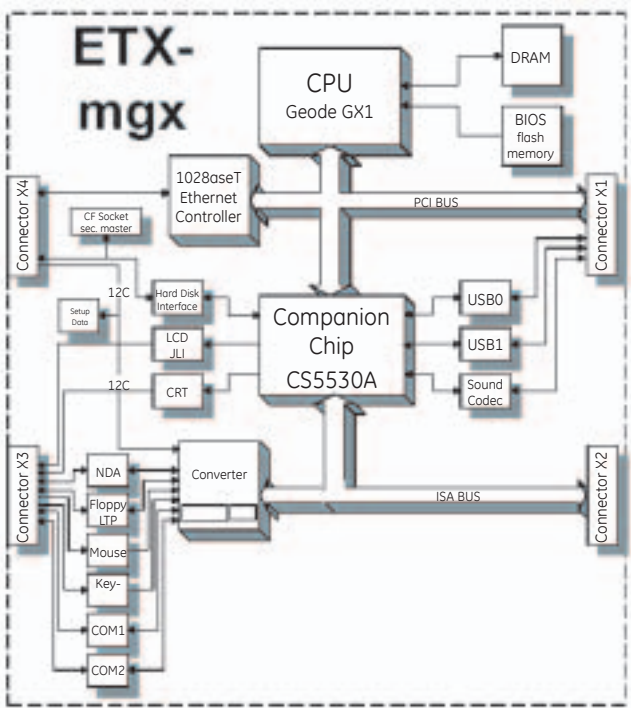 ETX-
mgx
CPU
Geode GX1
DRAM
BIOS
flash
memory
1028aseT
Ethernet
Controller
Connector X4
CF Socket
sec. master
PCI BUS
Connector X1
12C
Hard Disk
Interface
Setup
Data
LCD
JLI
12C
CRT
Companion
Chip
CS5530A
USB0
USB1
Sound
Codec
Connector X3
NDA
Floppy
LTP
Mouse
Key-
COM1
COM2
Converter
ISA BUS
Connector X2